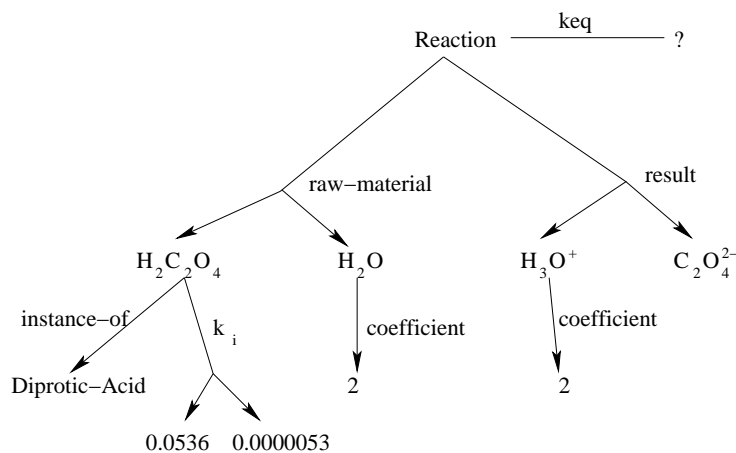 keq
Reaction ?
result
raw−material
H₂C₂O₄ H₂O H₃O⁺ C₂O₄²⁻
instance−of
k i coefficient coefficient
Diprotic−Acid 2 2
0.0536 0.0000053